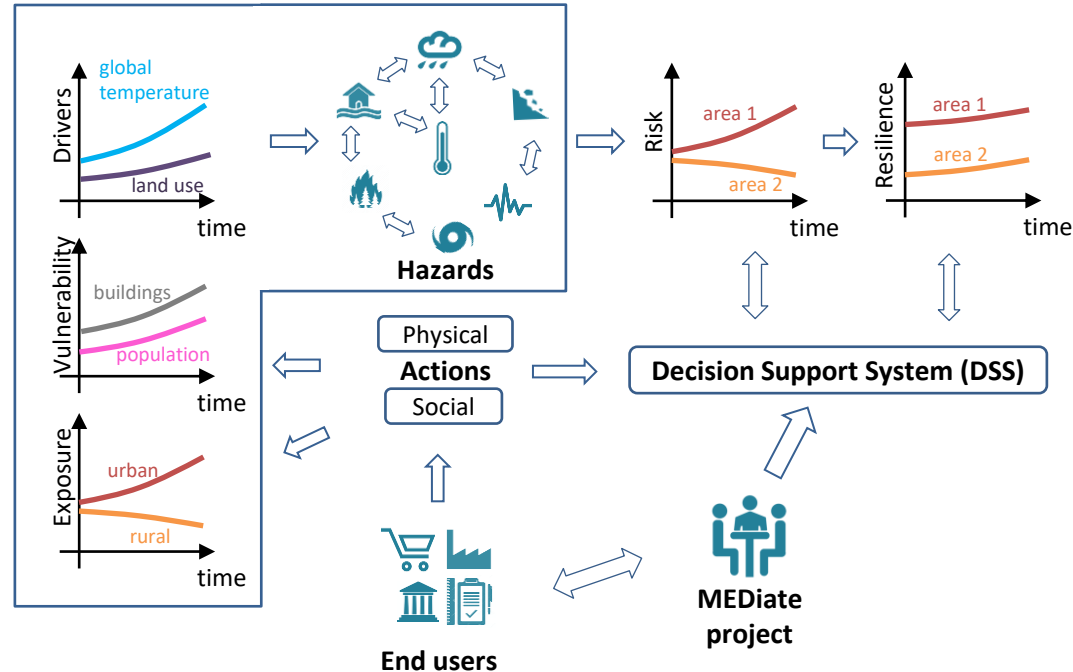 Drivers
global
temperature
land use
time
Hazards
Risk
area 1
area 2
time
Resilience
area 1
area 2
time
Vulnerability
buildings
population
time
Physical
Actions
Social
Decision Support System (DSS)
Exposure
urban
rural
time
End users
MEDiate
project